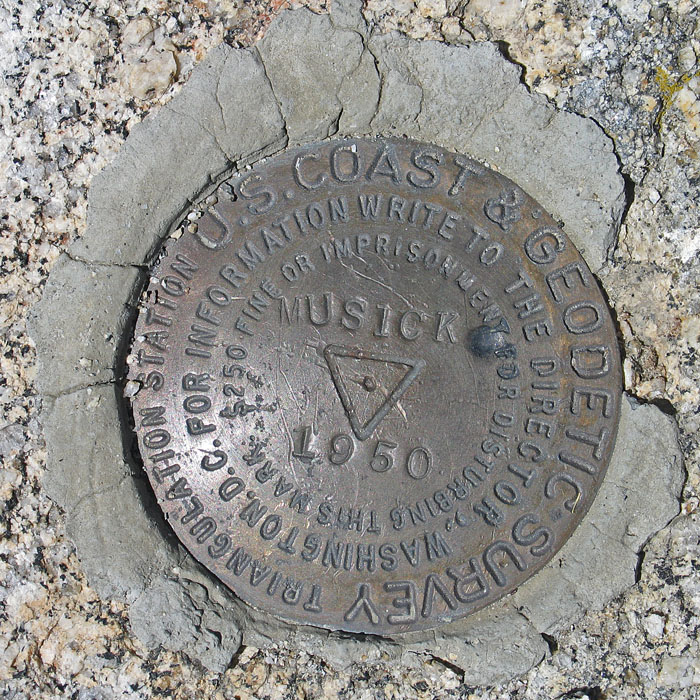 U.S. COAST & GEODETIC SURVEY
TRIANGULATION STATION
FOR INFORMATION WRITE TO THE DIRECTOR, WASHINGTON, D.C.
$250 FINE OR IMPRISONMENT FOR DISTURBING THIS MARK.
MUSICK
1950